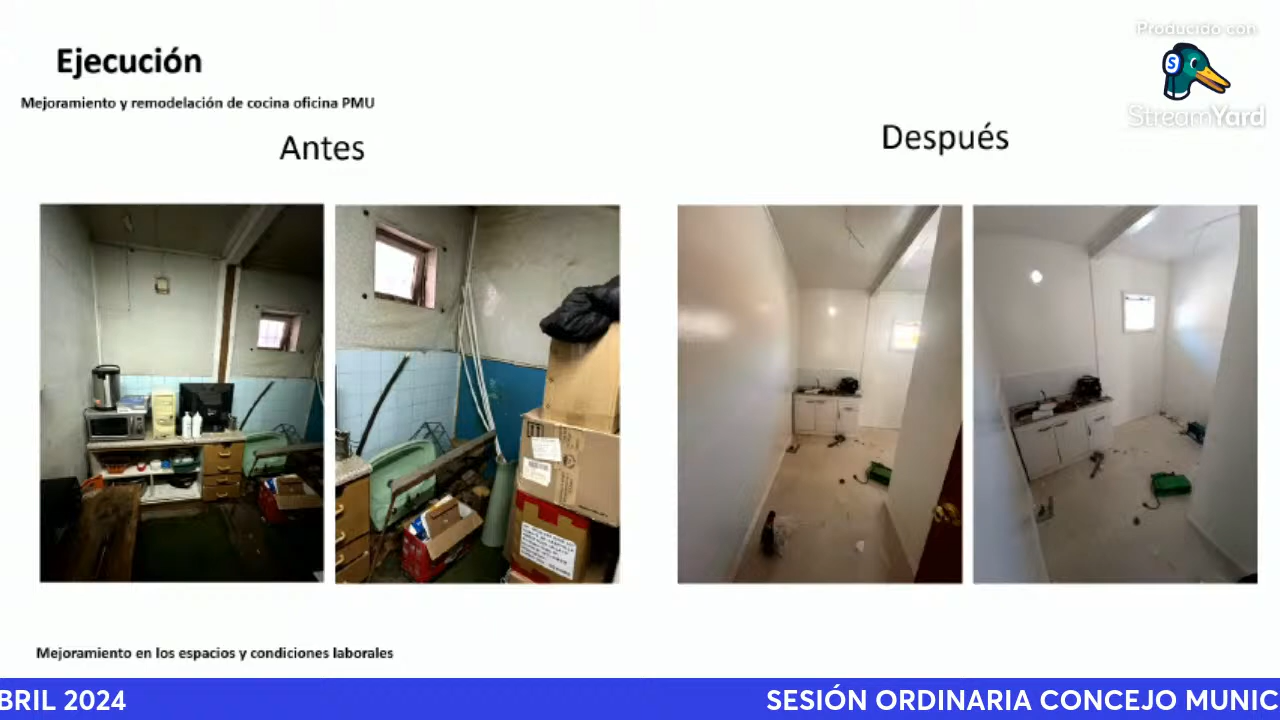 Producido con
Ejecución
S
StreamYard
Mejoramiento y remodelación de cocina oficina PMU
Antes
Después
Mejoramiento en los espacios y condiciones laborales
BRIL 2024
SESIÓN ORDINARIA CONCEJO MUNIC